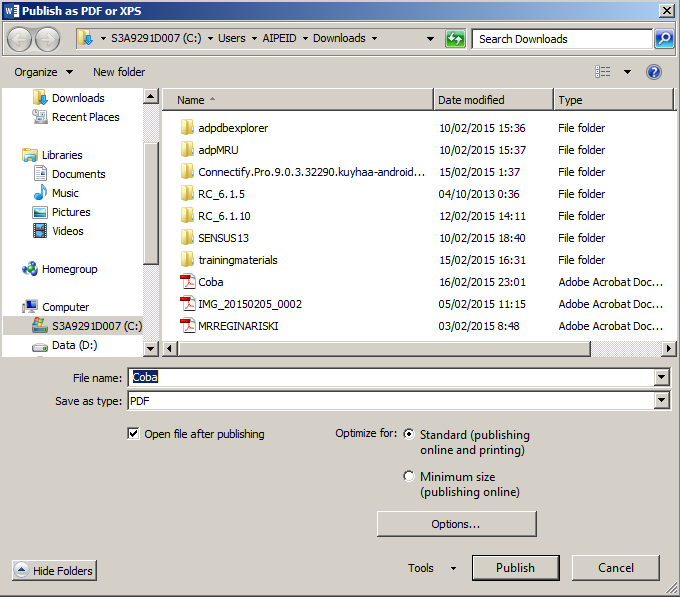 Publish as PDF or XPS
S3A9291D007 (C:) Users AIPEID Downloads Search Downloads
Organize New folder
Downloads
Recent Places
Libraries
Documents
Music
Pictures
Videos
Homegroup
Computer
S3A9291D007 (C:)
Data (D:)
Name Date modified Type
adpdbexplorer 10/02/2015 15:36 File folder
adpMRU 10/02/2015 15:37 File folder
Connectify.Pro.9.0.3.32290.kuyhaa-android... 15/02/2015 1:37 File folder
RC_6.1.5 04/10/2013 0:36 File folder
RC_6.1.10 12/02/2015 14:11 File folder
SENSUS13 10/02/2015 18:40 File folder
trainingmaterials 15/02/2015 16:31 File folder
Coba 16/02/2015 23:01 Adobe Acrobat Doc...
IMG_20150205_0002 05/02/2015 11:15 Adobe Acrobat Doc...
MRREGINARISKI 03/02/2015 8:48 Adobe Acrobat Doc...
File name: Coba
Save as type: PDF
Open file after publishing
Optimize for: Standard (publishing
online and printing)
Minimum size
(publishing online)
Options...
Hide Folders Tools Publish Cancel